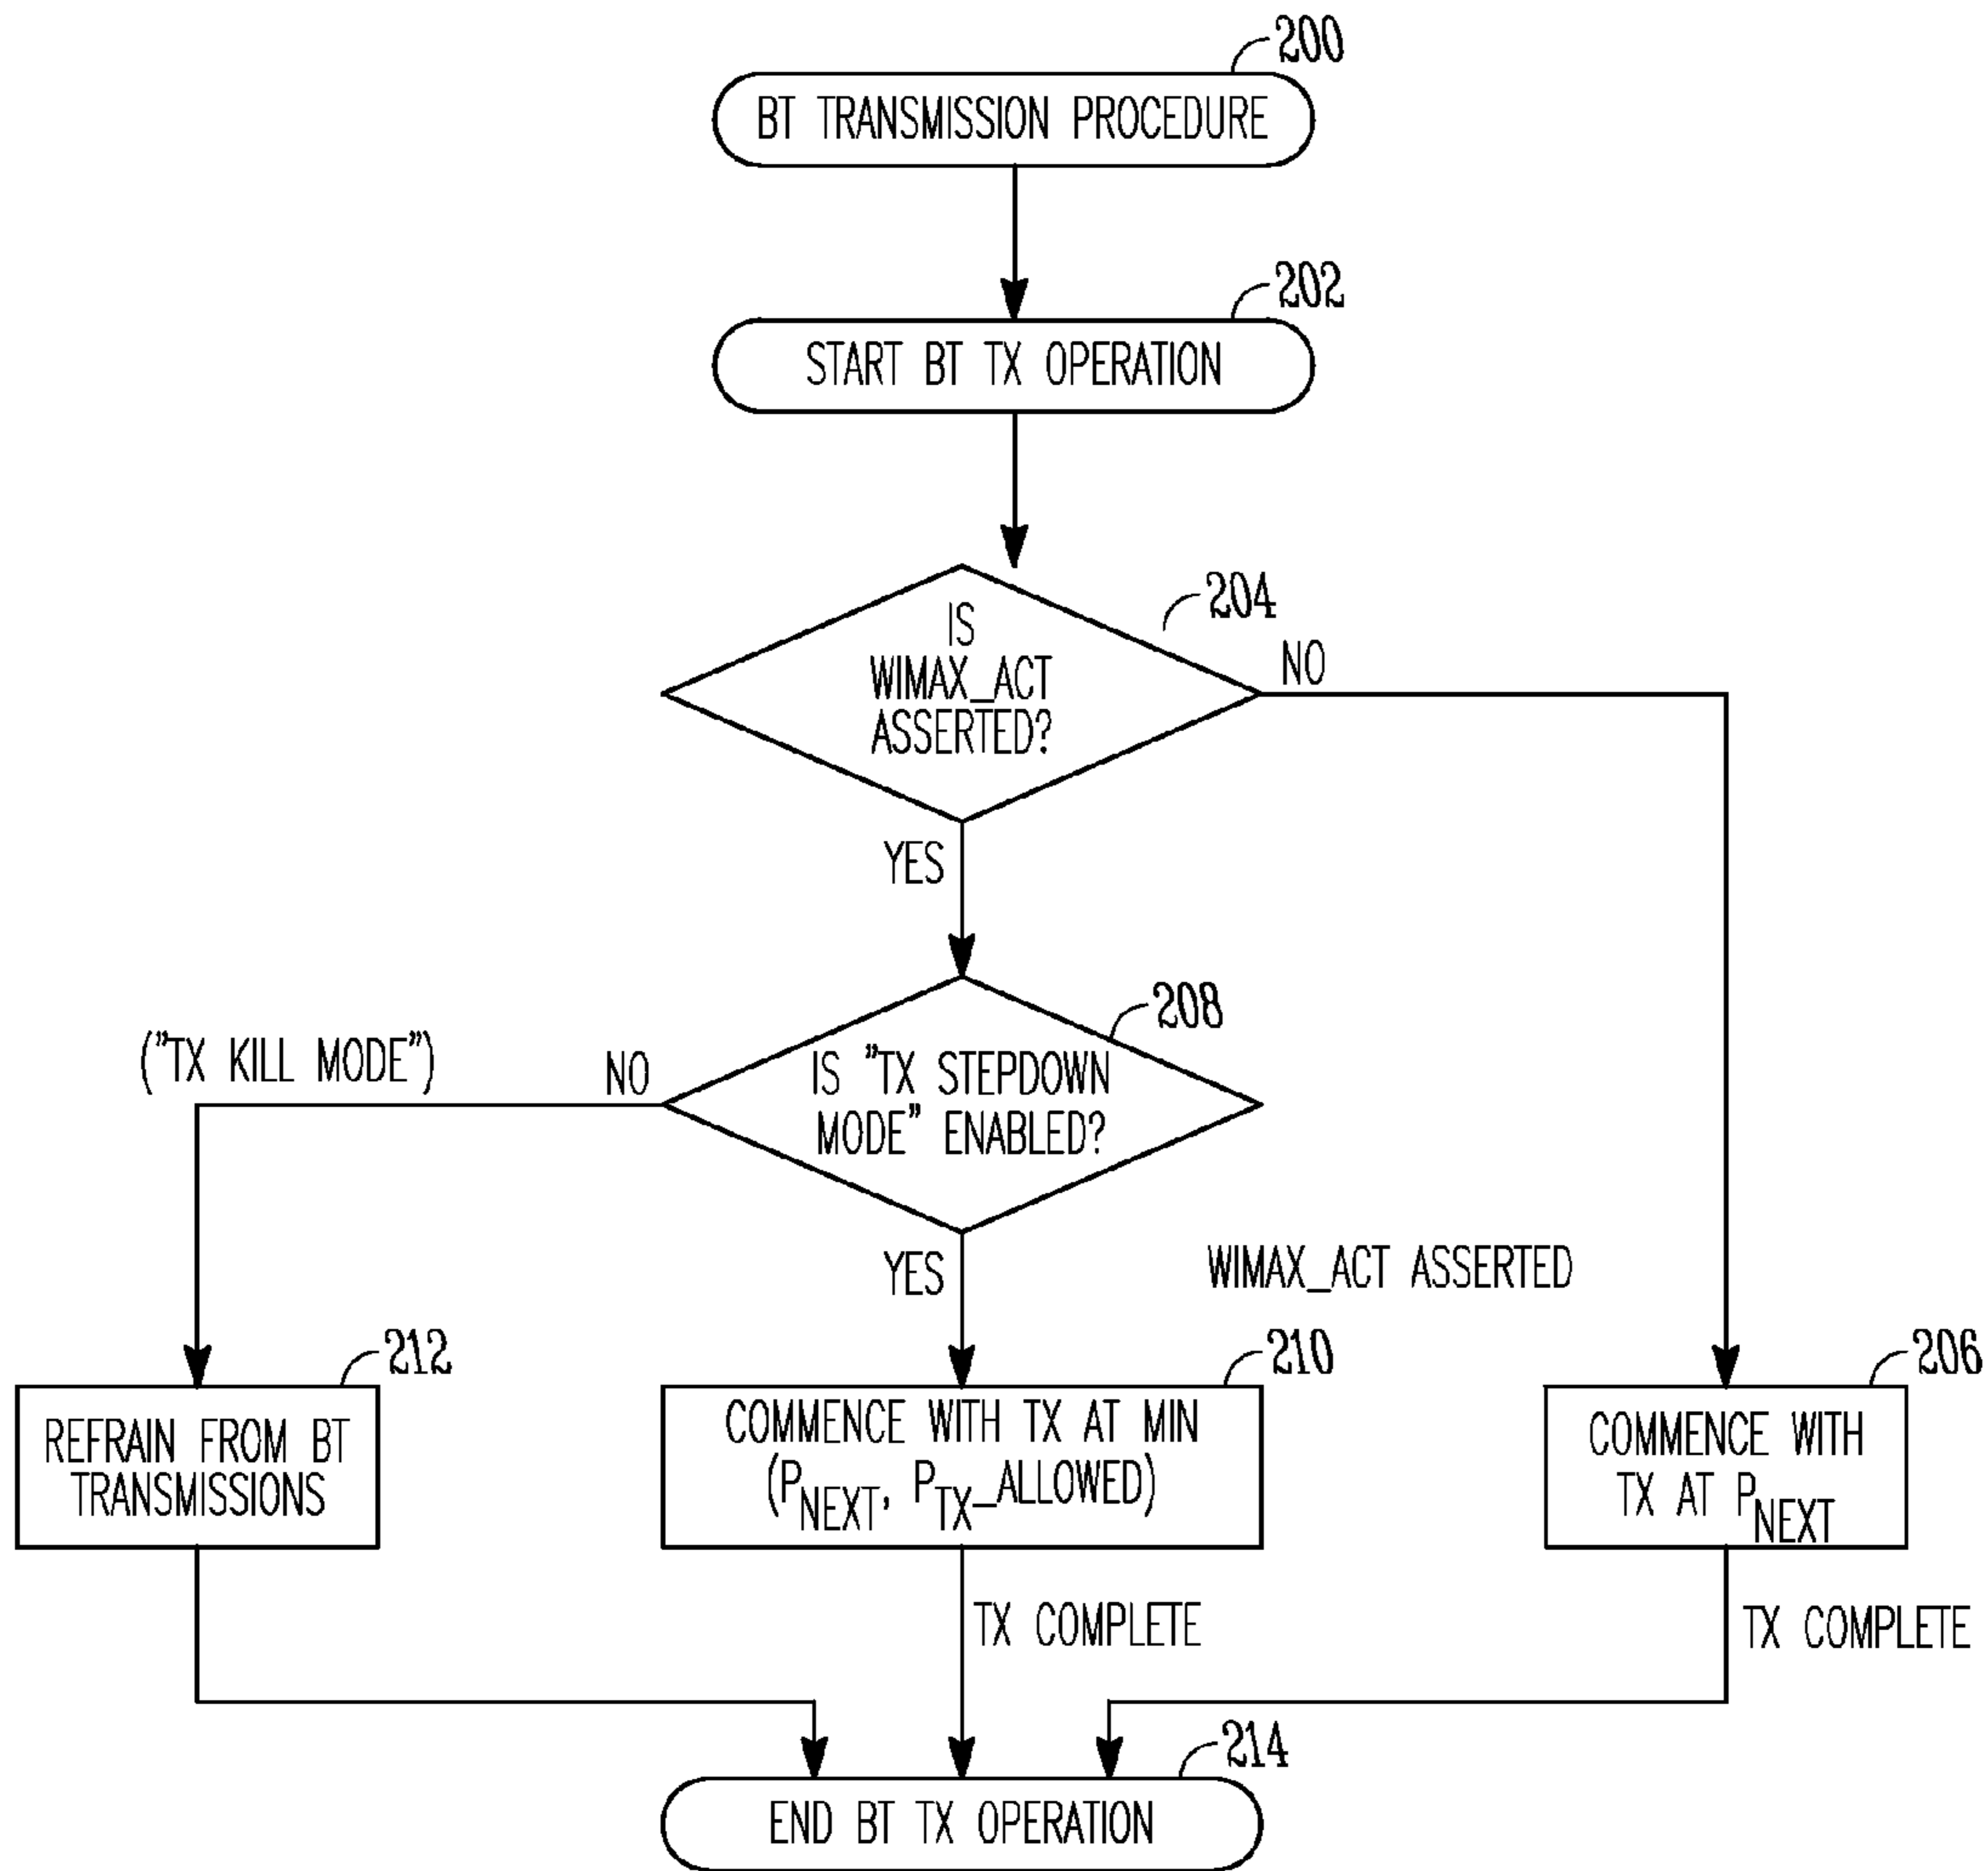 200
BT TRANSMISSION PROCEDURE
202
START BT TX OPERATION
204
IS
WIMAX_ACT
ASSERTED?
NO
YES
208
IS "TX STEPDOWN
MODE" ENABLED?
("TX KILL MODE")
NO
YES
WIMAX_ACT ASSERTED
212
REFRAIN FROM BT
TRANSMISSIONS
210
COMMENCE WITH TX AT MIN
(PNEXT, PTX_ALLOWED)
206
COMMENCE WITH
TX AT PNEXT
TX COMPLETE
TX COMPLETE
214
END BT TX OPERATION